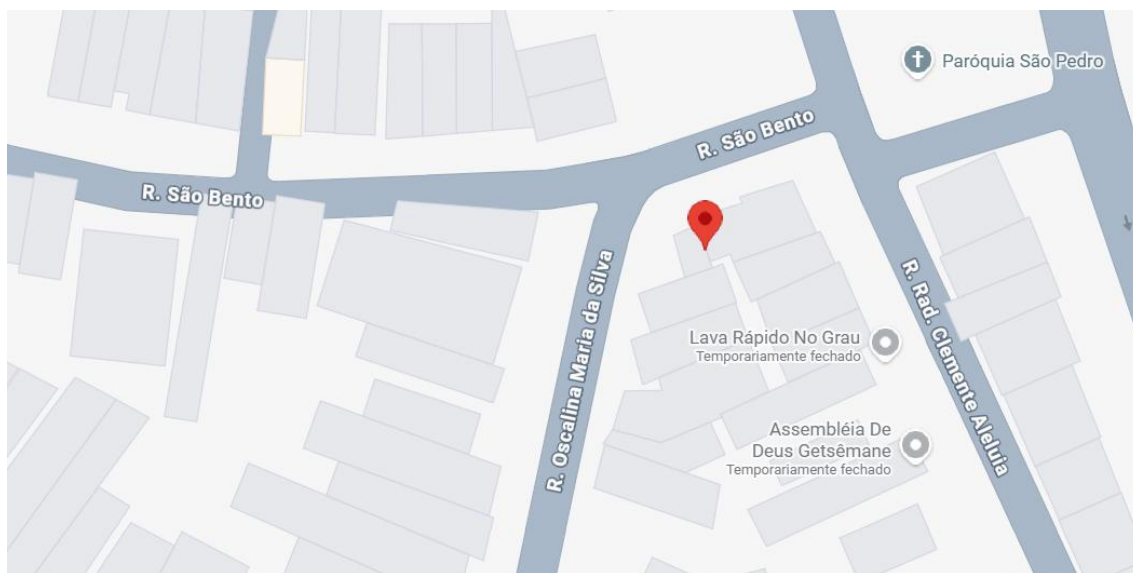 Paróquia São Pedro
R. São Bento
R. São Bento
R. Oscalina Maria da Silva
R. Rad. Clemente Aleluia
Lava Rápido No Grau
Temporariamente fechado
Assembléia De
Deus Getsêmane
Temporariamente fechado